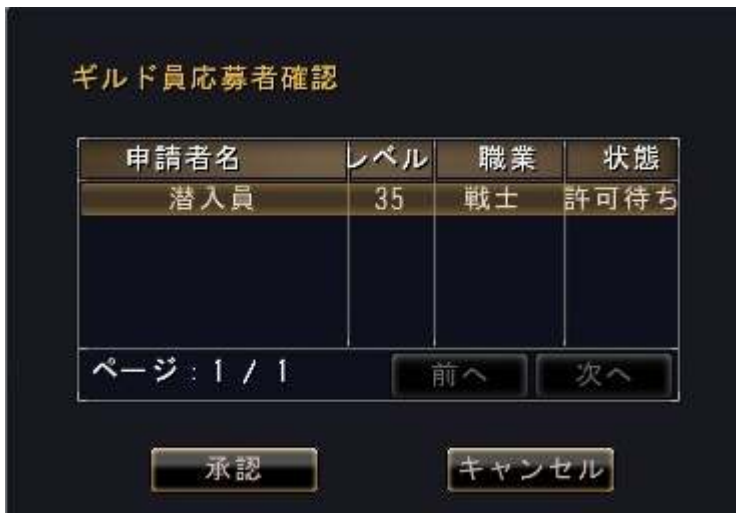 ギルド員応募者確認
申請者名 レベル 職業 状態
潜入員 35 戦士 許可待ち
ページ : 1 / 1 前へ 次へ
承認 キャンセル